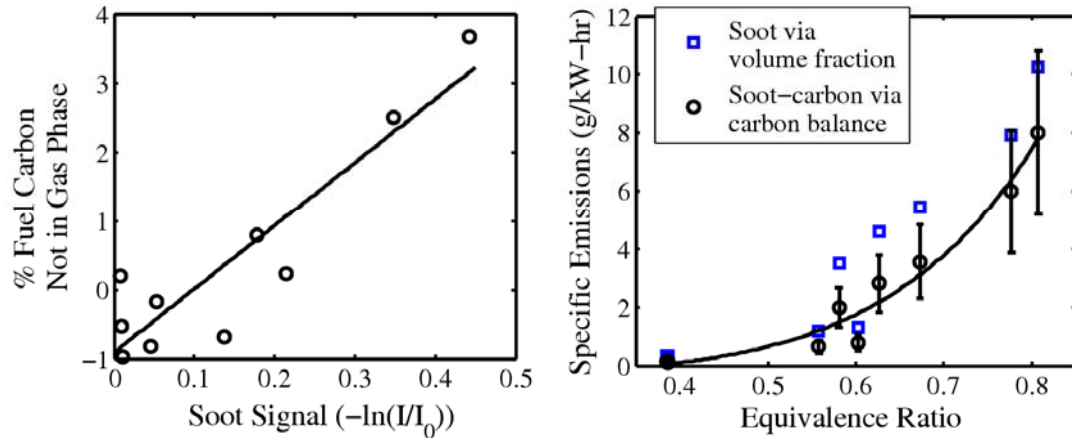 % Fuel Carbon
Not in Gas Phase
4
3
2
1
0
−1
0
0.1
0.2
0.3
0.4
0.5
Soot Signal (−ln(I/I0))
Specific Emissions (g/kW−hr)
12
10
8
6
4
2
0
Soot via
volume fraction
Soot−carbon via
carbon balance
0.4
0.5
0.6
0.7
0.8
Equivalence Ratio